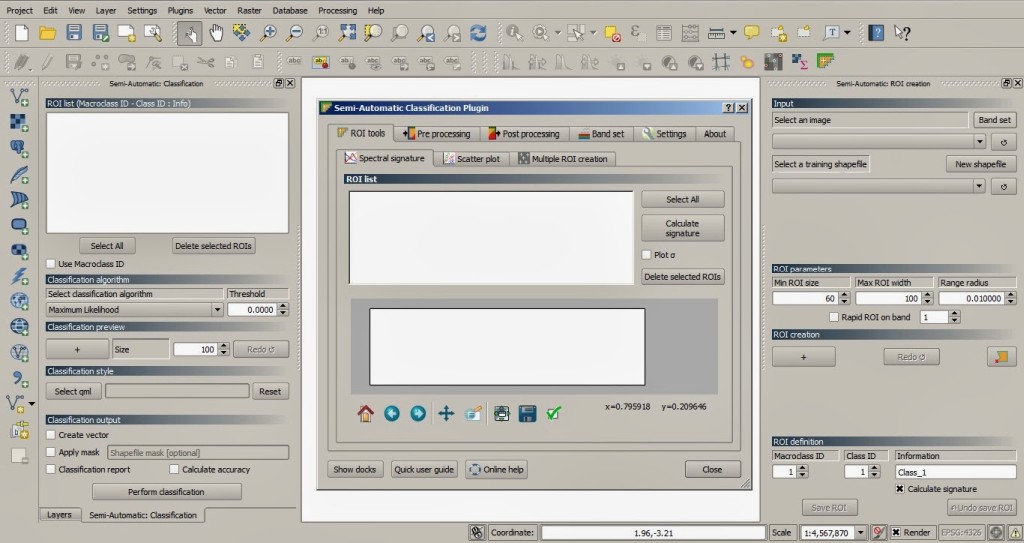 Project Edit View Layer Settings Plugins Vector Raster Database Processing Help
Semi-Automatic: Classification
ROI list (Macroclass ID - Class ID : Info)
Select All Delete selected ROIs
Use Macroclass ID
Classification algorithm
Select classification algorithm Threshold
Maximum Likelihood 0.0000
Classification preview
+ Size 100 Redo
Classification style
Select qml Reset
Classification output
Create vector
Apply mask Shapefile mask [optional]
Classification report Calculate accuracy
Perform classification
Layers Semi-Automatic: Classification
Semi-Automatic Classification Plugin
ROI tools Pre processing Post processing Band set Settings About
Spectral signature Scatter plot Multiple ROI creation
ROI list
Select All
Calculate
signature
Plot σ
Delete selected ROIs
x=0.795918 y=0.209646
Show docks Quick user guide Online help Close
Semi-Automatic: ROI creation
Input
Select an image Band set
Select a training shapefile New shapefile
ROI parameters
Min ROI size Max ROI width Range radius
60 100 0.010000
Rapid ROI on band 1
ROI creation
+ Redo
ROI definition
Macroclass ID Class ID Information
1 1 Class_1
Calculate signature
Save ROI Undo save ROI
Coordinate: 1.96,-3.21 Scale 1:4,567,870 Render EPSG:4326